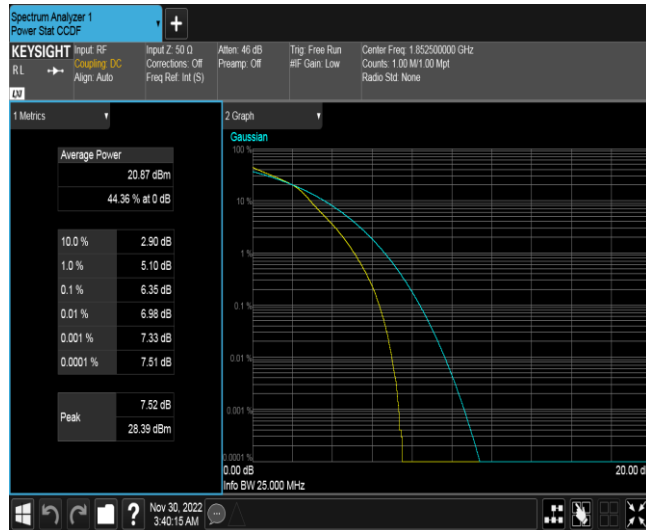 Spectrum Analyzer 1
Power Stat CCDF
+
KEYSIGHT
Input: RF
Input Z: 50 Ω
Atten: 46 dB
Trig: Free Run
Center Freq: 1.852500000 GHz
RL
Coupling: DC
Corrections: Off
Preamp: Off
#IF Gain: Low
Counts: 1.00 M/1.00 Mpt
Align: Auto
Freq Ref: Int (S)
Radio Std: None
LXI
1 Metrics
2 Graph
Gaussian
Average Power
20.87 dBm
44.36 % at 0 dB
10.0 % 2.90 dB
1.0 % 5.10 dB
0.1 % 6.35 dB
0.01 % 6.98 dB
0.001 % 7.33 dB
0.0001 % 7.51 dB
Peak
7.52 dB
28.39 dBm
100 %
10 %
1 %
0.1 %
0.01 %
0.001 %
0.0001 %
0.00 dB
20.00 d
Info BW 25.000 MHz
?
Nov 30, 2022
3:40:15 AM